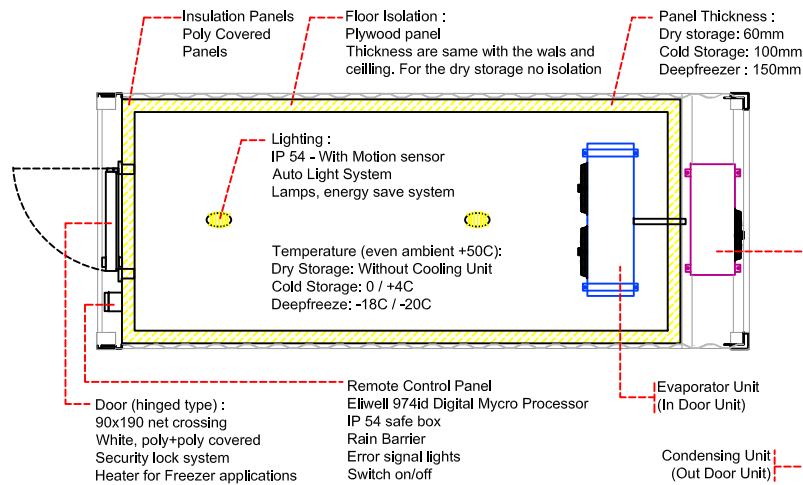 Insulation Panels
Poly Covered
Panels
Floor Isolation :
Plywood panel
Thickness are same with the wals and
ceilling. For the dry storage no isolation
Panel Thickness :
Dry storage: 60mm
Cold Storage: 100mm
Deepfreezer : 150mm
Lighting :
IP 54 - With Motion sensor
Auto Light System
Lamps, energy save system
Temperature (even ambient +50C):
Dry Storage: Without Cooling Unit
Cold Storage: 0 / +4C
Deepfreeze: -18C / -20C
Door (hinged type) :
90x190 net crossing
White, poly+poly covered
Security lock system
Heater for Freezer applications
Remote Control Panel
Eliwell 974id Digital Mycro Processor
IP 54 safe box
Rain Barrier
Error signal lights
Switch on/off
Evaporator Unit
(In Door Unit)
Condensing Unit
(Out Door Unit)